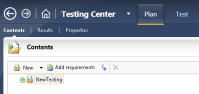 Testing Center Plan Test
Contents Results Properties
Contents
New Add requirements
NewTesting